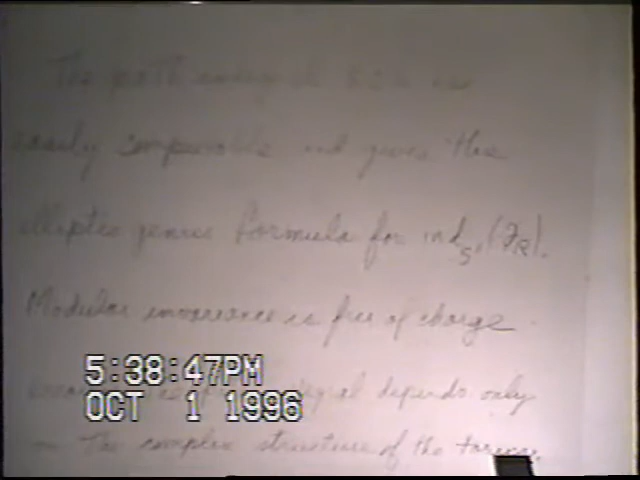 The path integral is
easily computable and gives the
elliptic genus formula for ind_S¹(∂_R).
Modular invariance is free of charge
5:38:47PM
integral depends only
OCT 1 1996
on the complex structure of the torus.